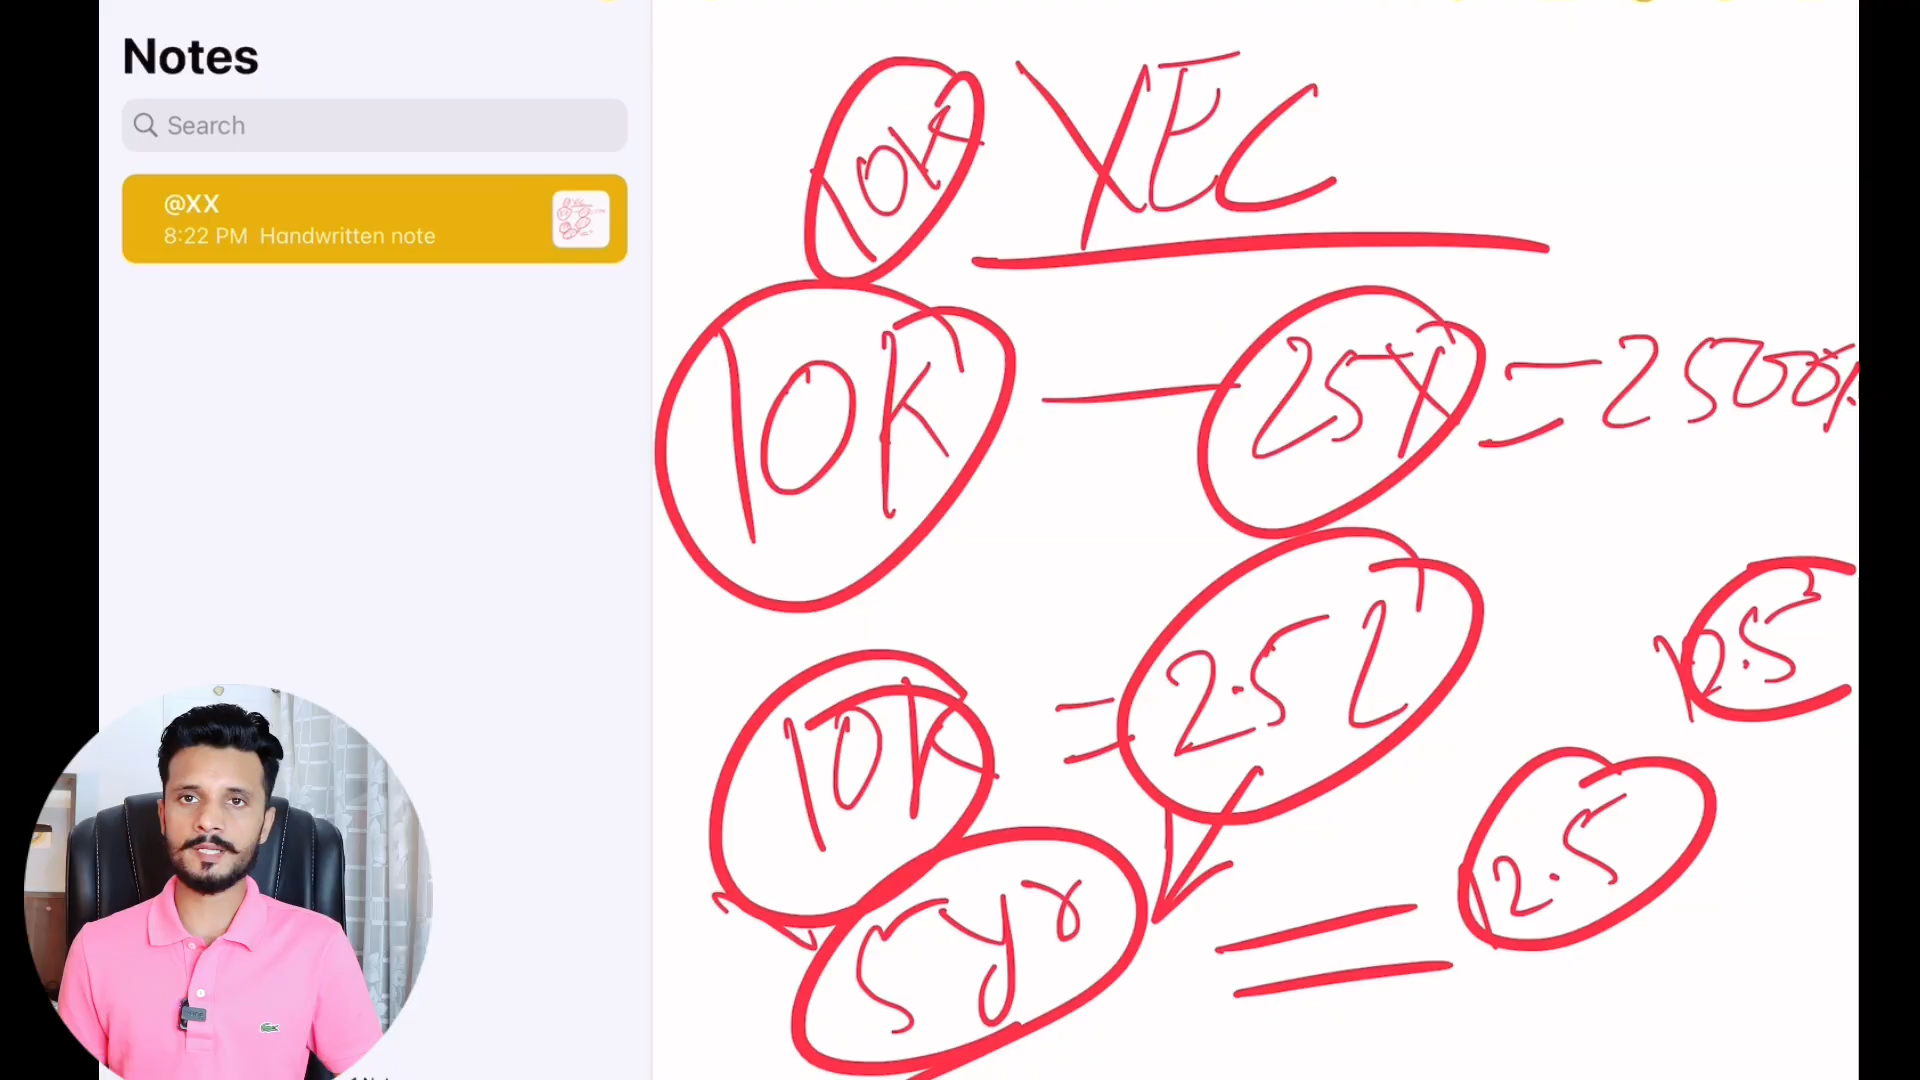 Notes
Search
@XX
8:22 PM Handwritten note
10K XEC
10K — 25X = 2500%
10K = 2.5L
2.5
5yr = 2.5